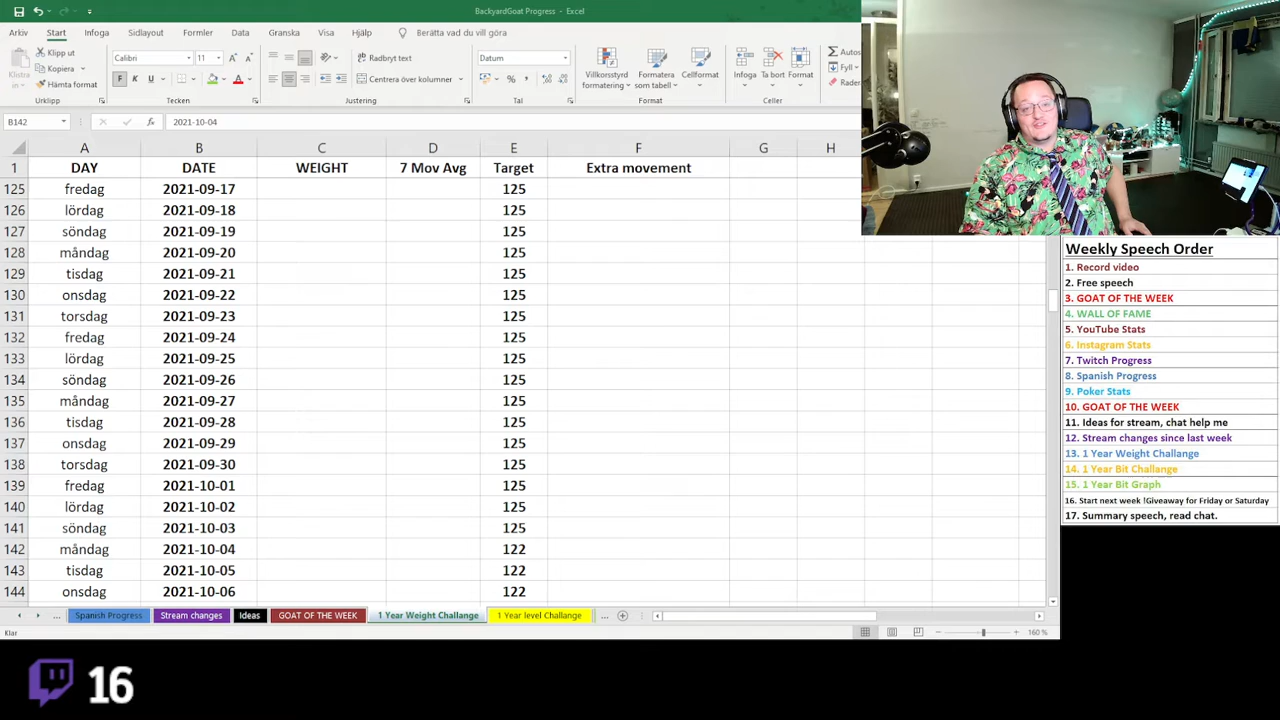 BackyardGoat Progress - Excel
Arkiv Start Infoga Sidlayout Formler Data Granska Visa Hjälp Berätta vad du vill göra
Klistra in
Klipp ut
Kopiera
Hämta format
Urklipp
Calibri 11
F K U
Tecken
Radbryt text
Centrera över kolumner
Justering
Datum
Tal
Villkorsstyrd formatering
Formatera som tabell
Cellformat
Format
Infoga Ta bort Format
Celler
Autos
Fyll
Rader
B142 2021-10-04
A B C D E F G H
1 DAY DATE WEIGHT 7 Mov Avg Target Extra movement
125 fredag 2021-09-17 125
126 lördag 2021-09-18 125
127 söndag 2021-09-19 125
128 måndag 2021-09-20 125
129 tisdag 2021-09-21 125
130 onsdag 2021-09-22 125
131 torsdag 2021-09-23 125
132 fredag 2021-09-24 125
133 lördag 2021-09-25 125
134 söndag 2021-09-26 125
135 måndag 2021-09-27 125
136 tisdag 2021-09-28 125
137 onsdag 2021-09-29 125
138 torsdag 2021-09-30 125
139 fredag 2021-10-01 125
140 lördag 2021-10-02 125
141 söndag 2021-10-03 125
142 måndag 2021-10-04 122
143 tisdag 2021-10-05 122
144 onsdag 2021-10-06 122
... Spanish Progress Stream changes Ideas GOAT OF THE WEEK 1 Year Weight Challange 1 Year level Challange ...
Klar 160 %
Weekly Speech Order
1. Record video
2. Free speech
3. GOAT OF THE WEEK
4. WALL OF FAME
5. YouTube Stats
6. Instagram Stats
7. Twitch Progress
8. Spanish Progress
9. Poker Stats
10. GOAT OF THE WEEK
11. Ideas for stream, chat help me
12. Stream changes since last week
13. 1 Year Weight Challange
14. 1 Year Bit Challange
15. 1 Year Bit Graph
16. Start next week !Giveaway for Friday or Saturday
17. Summary speech, read chat.
16